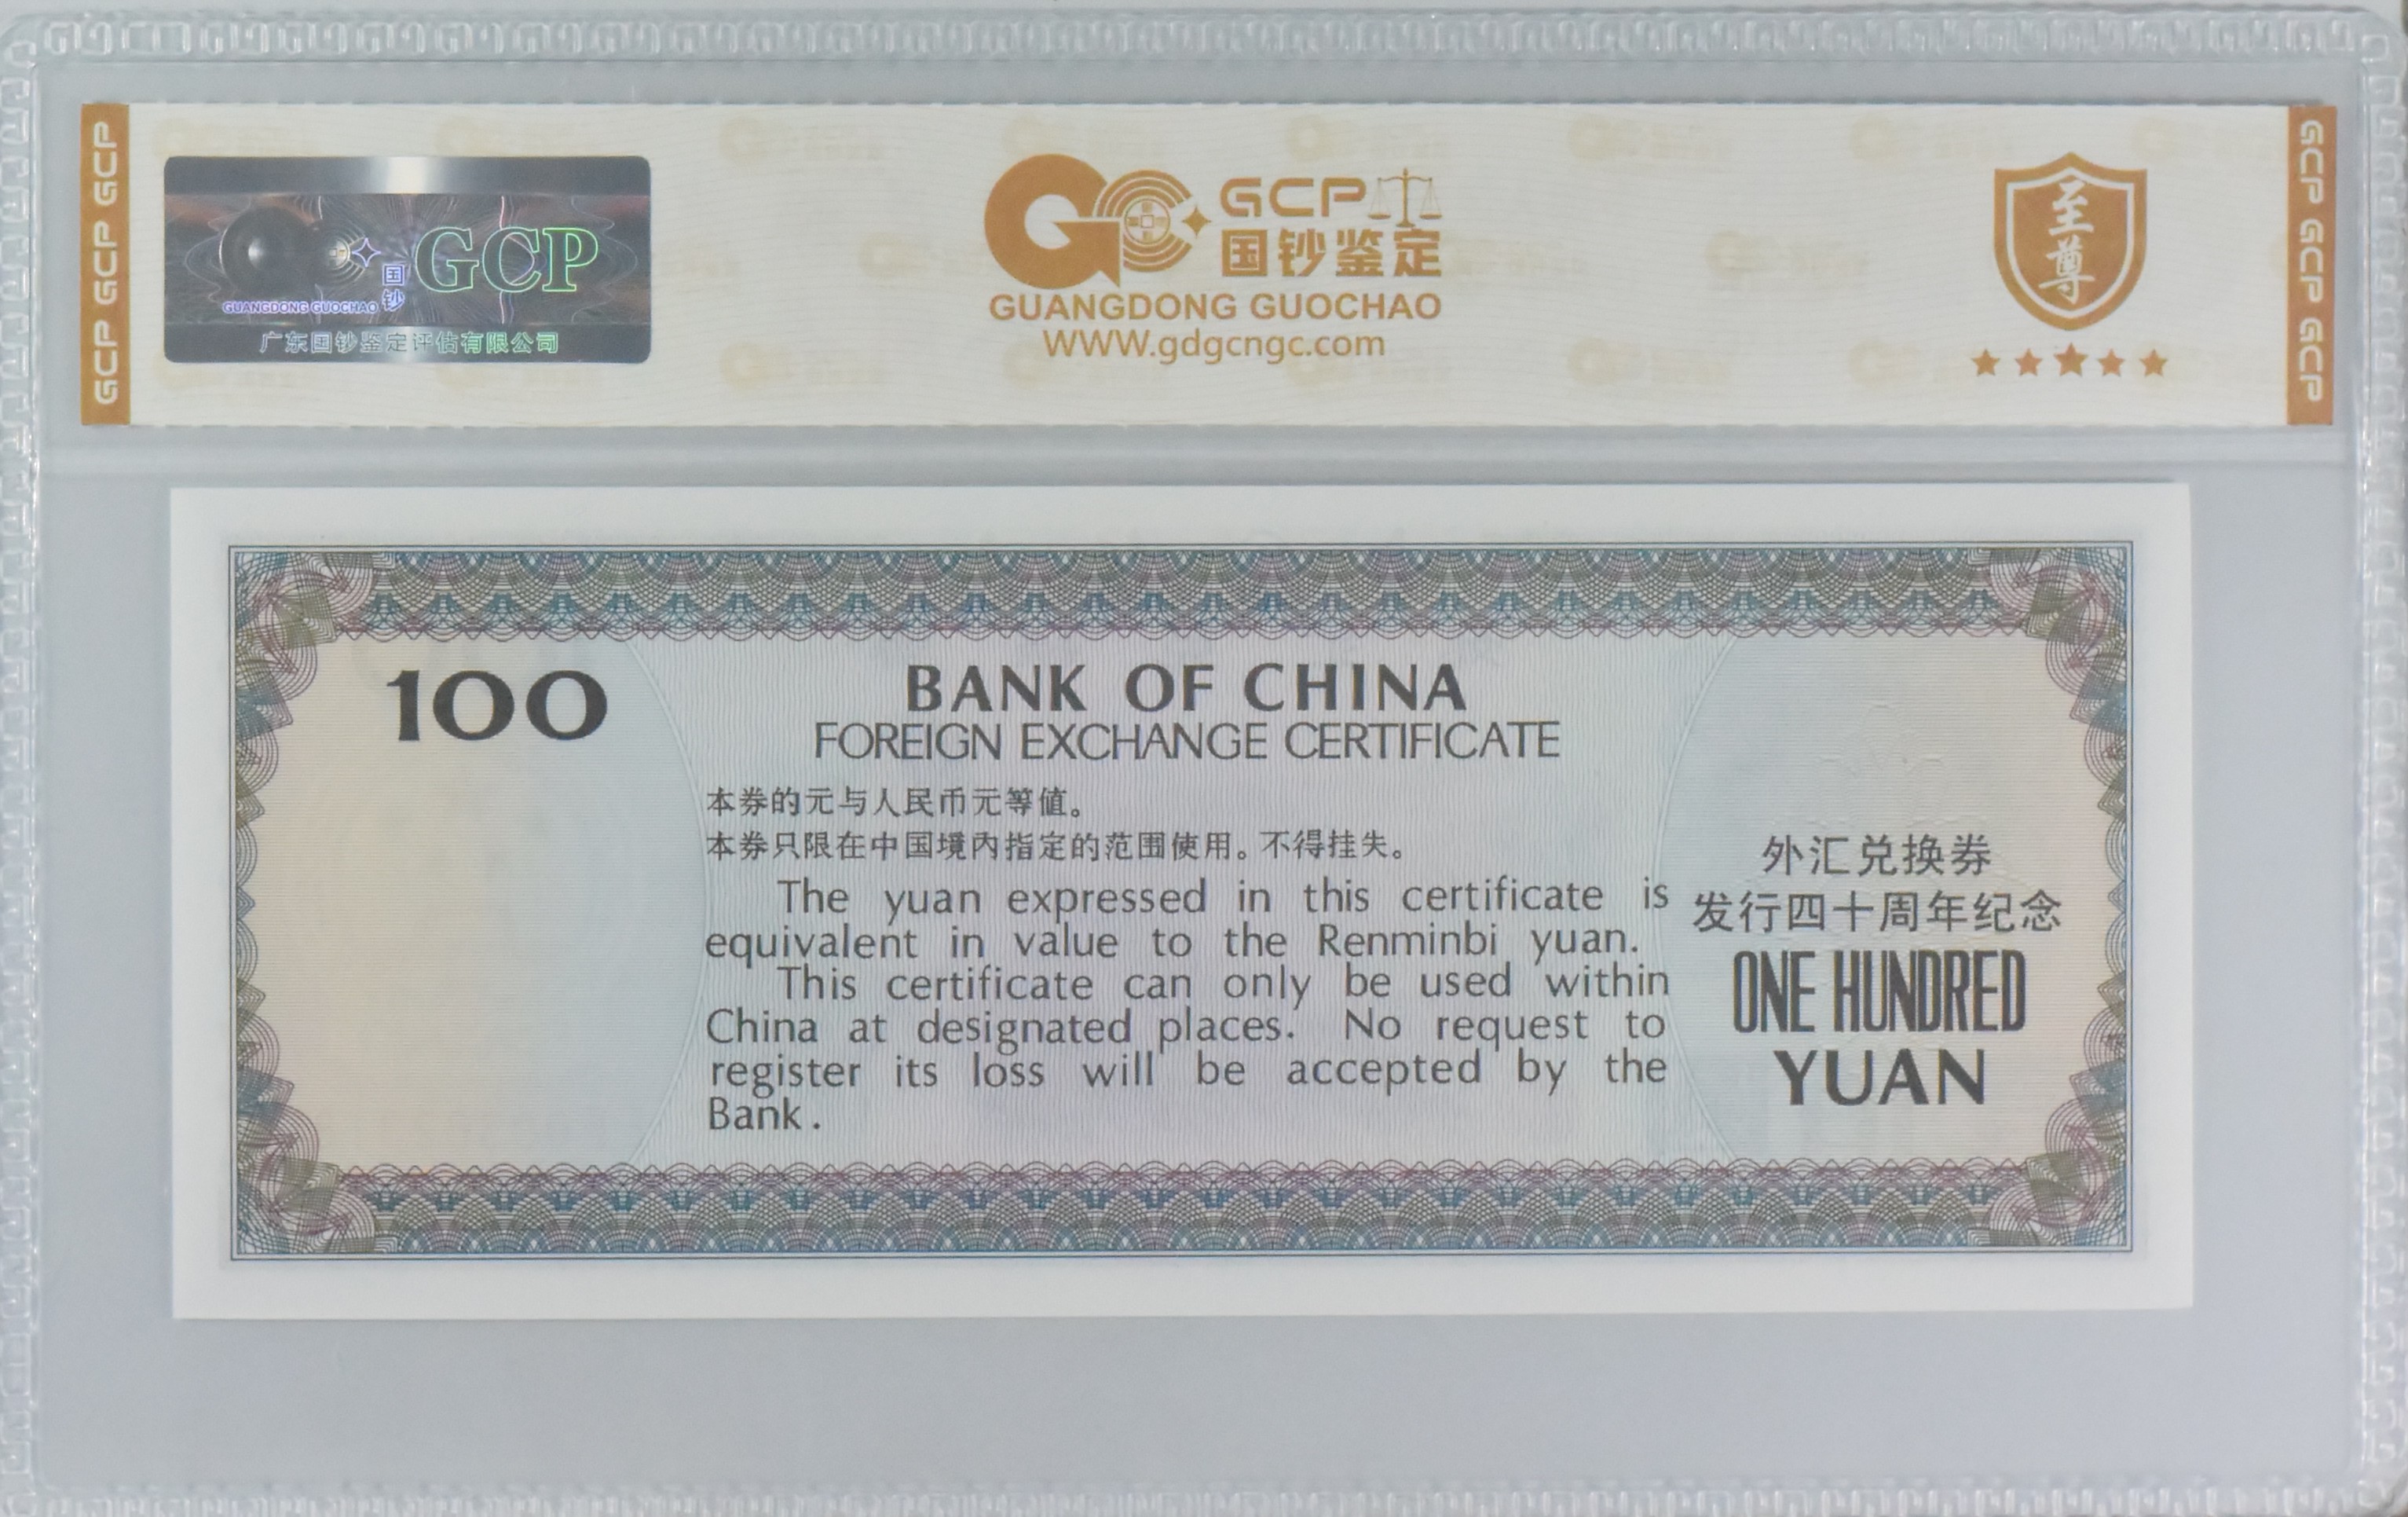 GCP GCP GCP
国钞
GCP
GUANGDONG GUOCHAO
广东国钞鉴定评估有限公司
GCP
国钞鉴定
GUANGDONG GUOCHAO
WWW.gdgcngc.com
至尊
GCP GCP GCP
100
BANK OF CHINA
FOREIGN EXCHANGE CERTIFICATE
本券的元与人民币元等值。
本券只限在中国境内指定的范围使用。不得挂失。
The yuan expressed in this certificate is
equivalent in value to the Renminbi yuan.
This certificate can only be used within
China at designated places. No request to
register its loss will be accepted by the
Bank.
外汇兑换券
发行四十周年纪念
ONE HUNDRED
YUAN